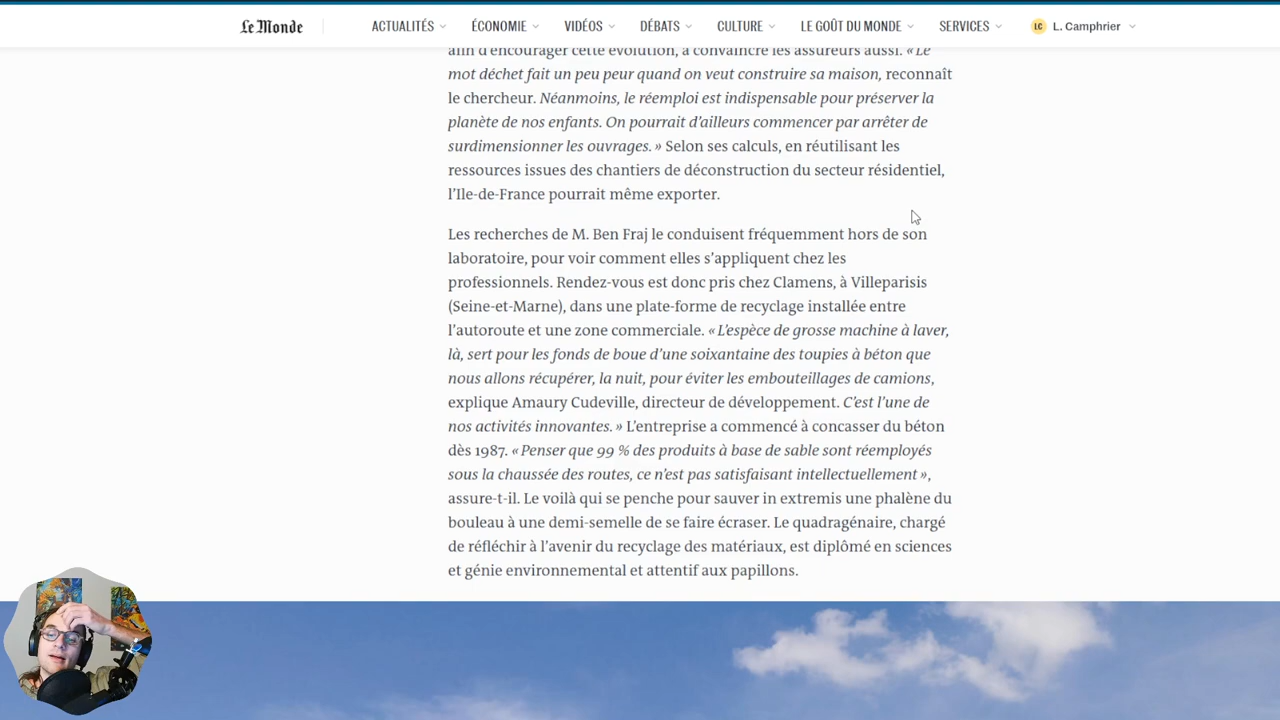 Le Monde
ACTUALITÉS ÉCONOMIE VIDÉOS DÉBATS CULTURE LE GOÛT DU MONDE SERVICES LC L. Camphrier
afin d'encourager cette évolution, à convaincre les assureurs aussi. « Le
mot déchet fait un peu peur quand on veut construire sa maison, reconnaît
le chercheur. Néanmoins, le réemploi est indispensable pour préserver la
planète de nos enfants. On pourrait d'ailleurs commencer par arrêter de
surdimensionner les ouvrages. » Selon ses calculs, en réutilisant les
ressources issues des chantiers de déconstruction du secteur résidentiel,
l'Ile-de-France pourrait même exporter.
Les recherches de M. Ben Fraj le conduisent fréquemment hors de son
laboratoire, pour voir comment elles s'appliquent chez les
professionnels. Rendez-vous est donc pris chez Clamens, à Villeparisis
(Seine-et-Marne), dans une plate-forme de recyclage installée entre
l'autoroute et une zone commerciale. « L'espèce de grosse machine à laver,
là, sert pour les fonds de boue d'une soixantaine des toupies à béton que
nous allons récupérer, la nuit, pour éviter les embouteillages de camions,
explique Amaury Cudeville, directeur de développement. C'est l'une de
nos activités innovantes. » L'entreprise a commencé à concasser du béton
dès 1987. « Penser que 99 % des produits à base de sable sont réemployés
sous la chaussée des routes, ce n'est pas satisfaisant intellectuellement »,
assure-t-il. Le voilà qui se penche pour sauver in extremis une phalène du
bouleau à une demi-semelle de se faire écraser. Le quadragénaire, chargé
de réfléchir à l'avenir du recyclage des matériaux, est diplômé en sciences
et génie environnemental et attentif aux papillons.